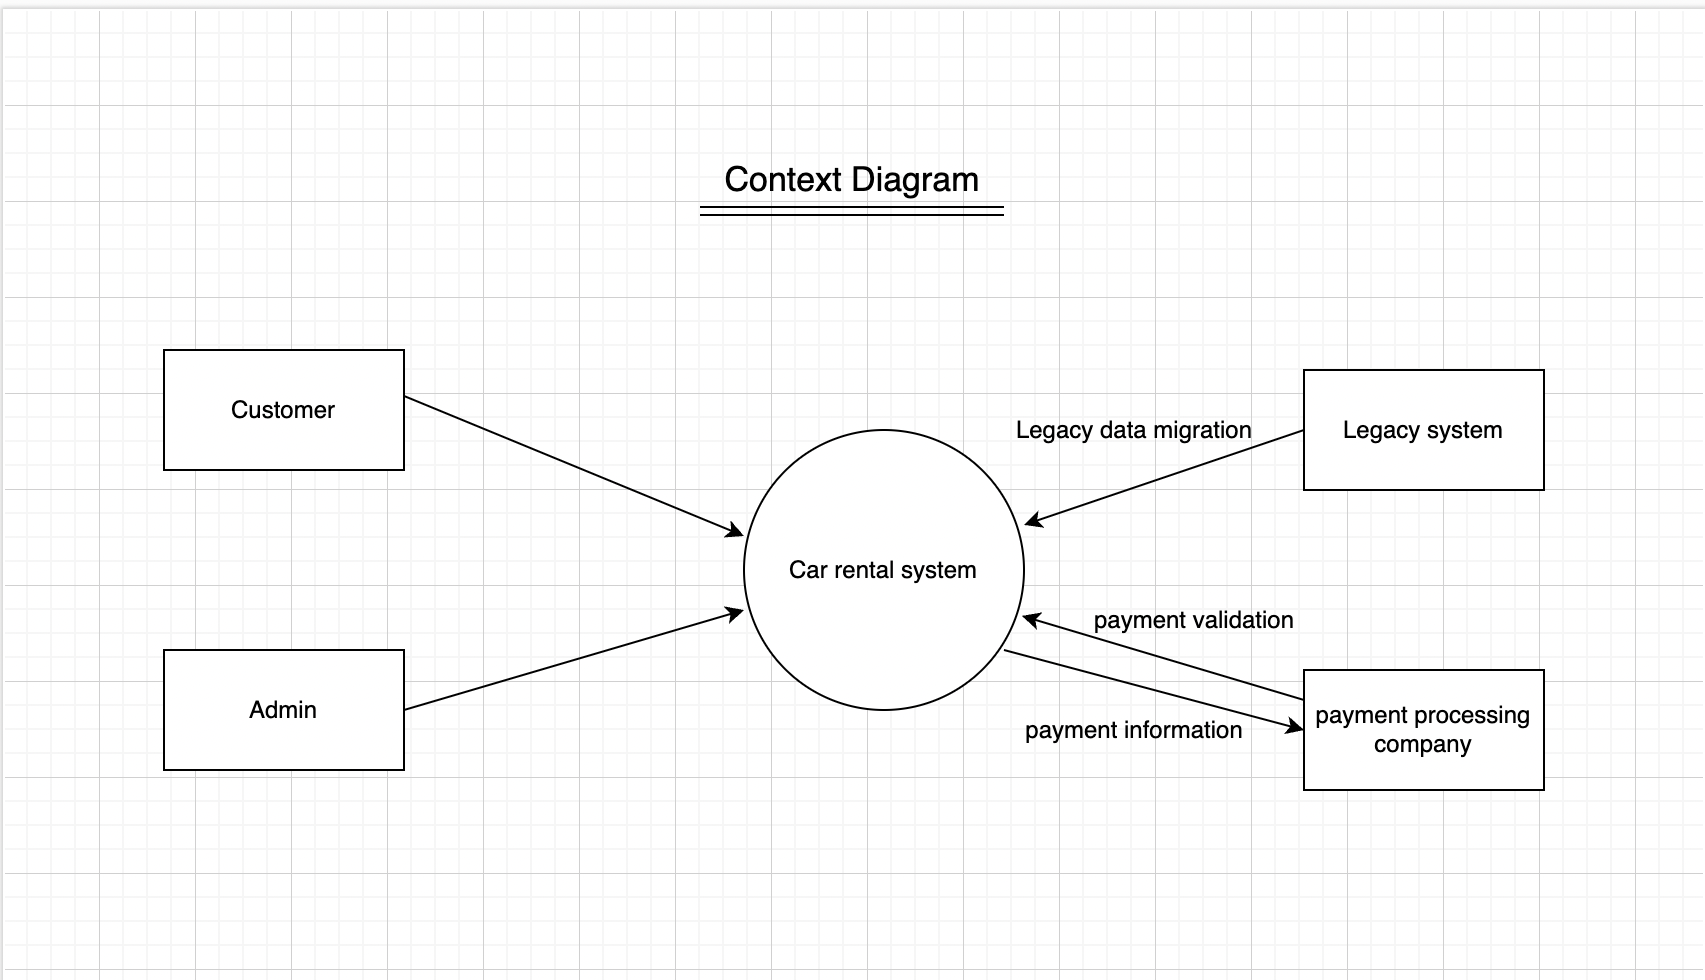 Context Diagram
Customer
Legacy data migration
Legacy system
Car rental system
payment validation
Admin
payment information
payment processing
company